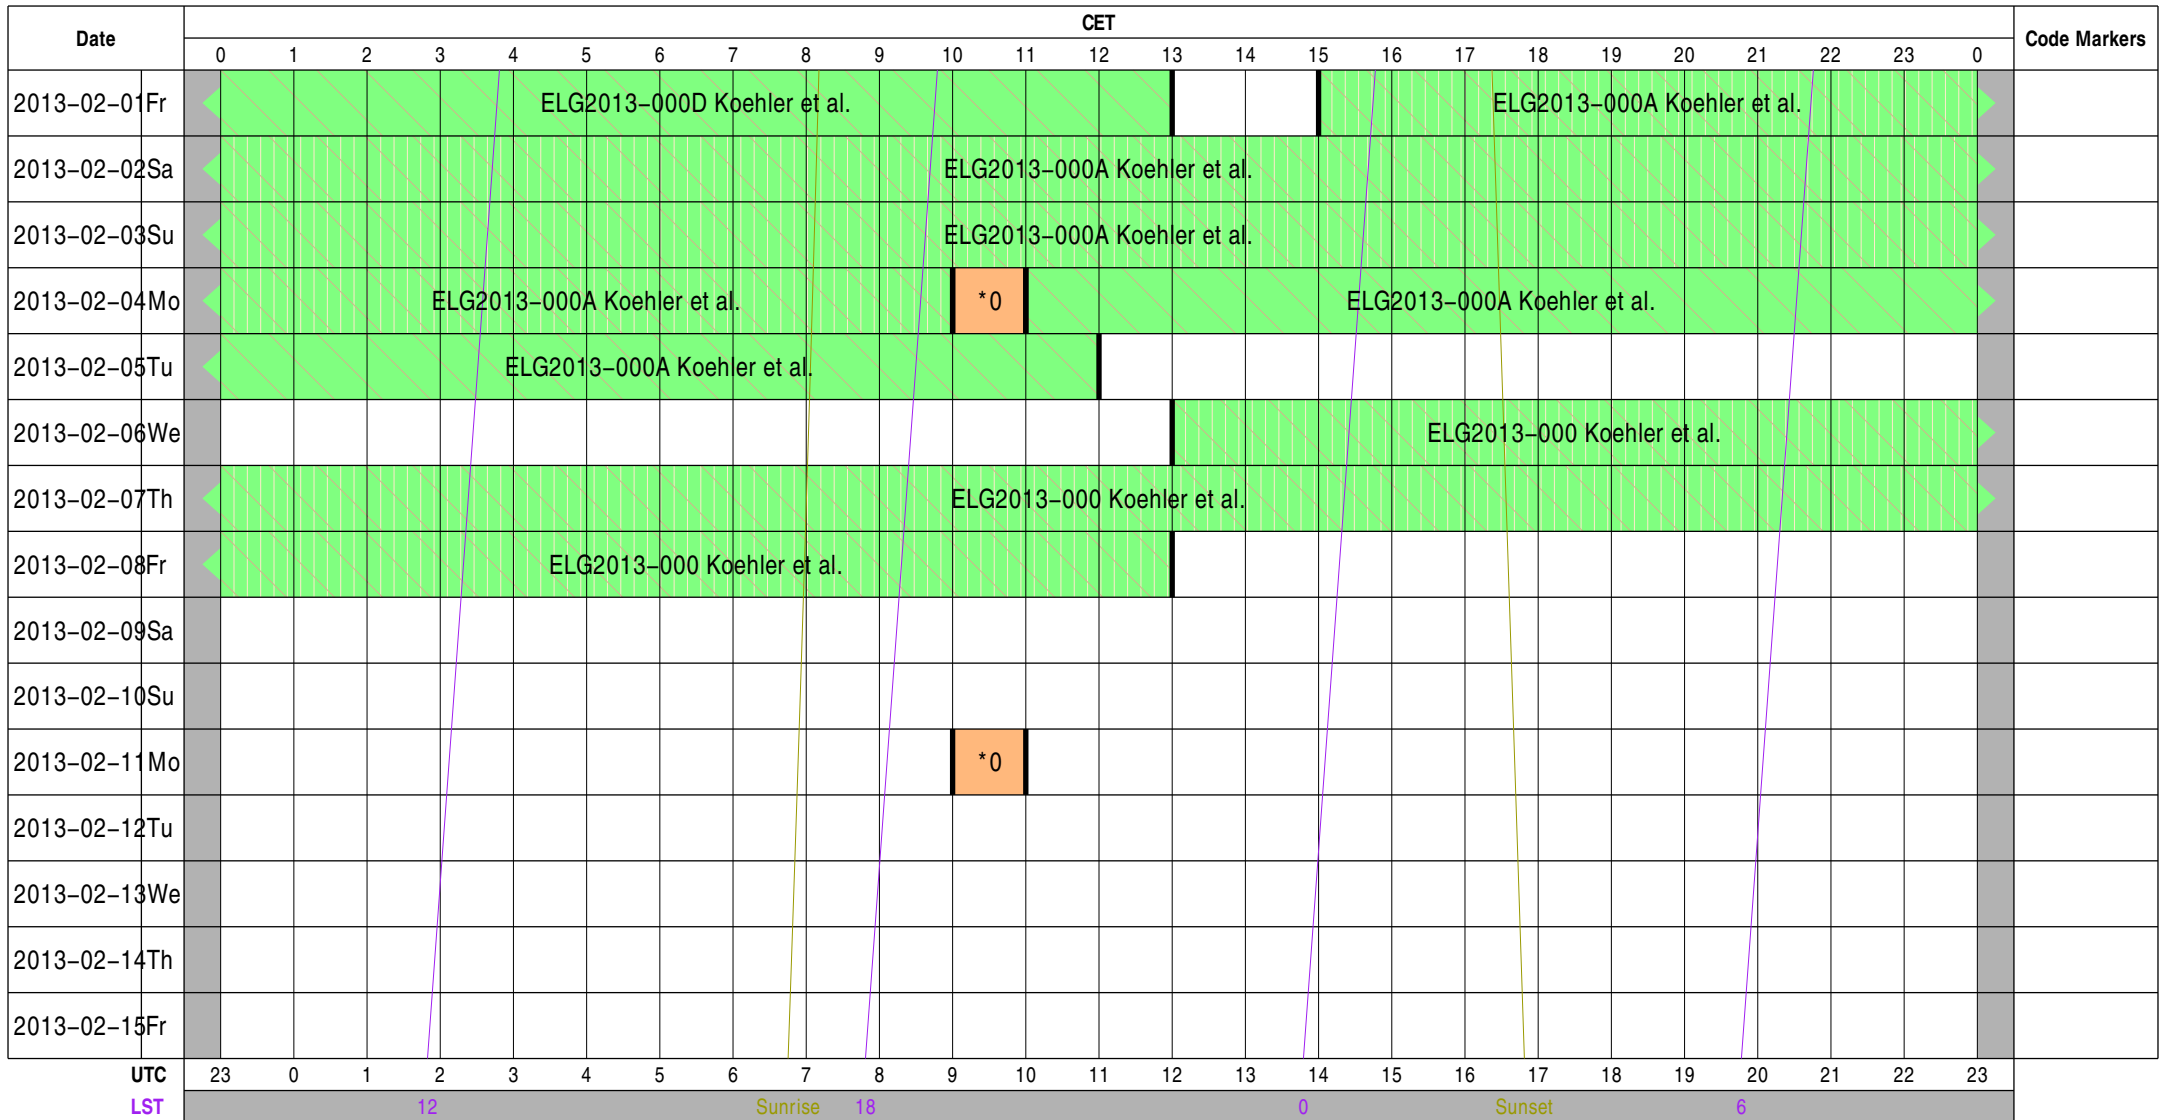 Date CET Code Markers
0 1 2 3 4 5 6 7 8 9 10 11 12 13 14 15 16 17 18 19 20 21 22 23 0
2013-02-01Fr ELG2013-000D Koehler et al. ELG2013-000A Koehler et al.
2013-02-02Sa ELG2013-000A Koehler et al.
2013-02-03Su ELG2013-000A Koehler et al.
2013-02-04Mo ELG2013-000A Koehler et al. *0 ELG2013-000A Koehler et al.
2013-02-05Tu ELG2013-000A Koehler et al.
2013-02-06We ELG2013-000 Koehler et al.
2013-02-07Th ELG2013-000 Koehler et al.
2013-02-08Fr ELG2013-000 Koehler et al.
2013-02-09Sa
2013-02-10Su
2013-02-11Mo *0
2013-02-12Tu
2013-02-13We
2013-02-14Th
2013-02-15Fr
UTC 23 0 1 2 3 4 5 6 7 8 9 10 11 12 13 14 15 16 17 18 19 20 21 22 23
LST 12 Sunrise 18 0 Sunset 6